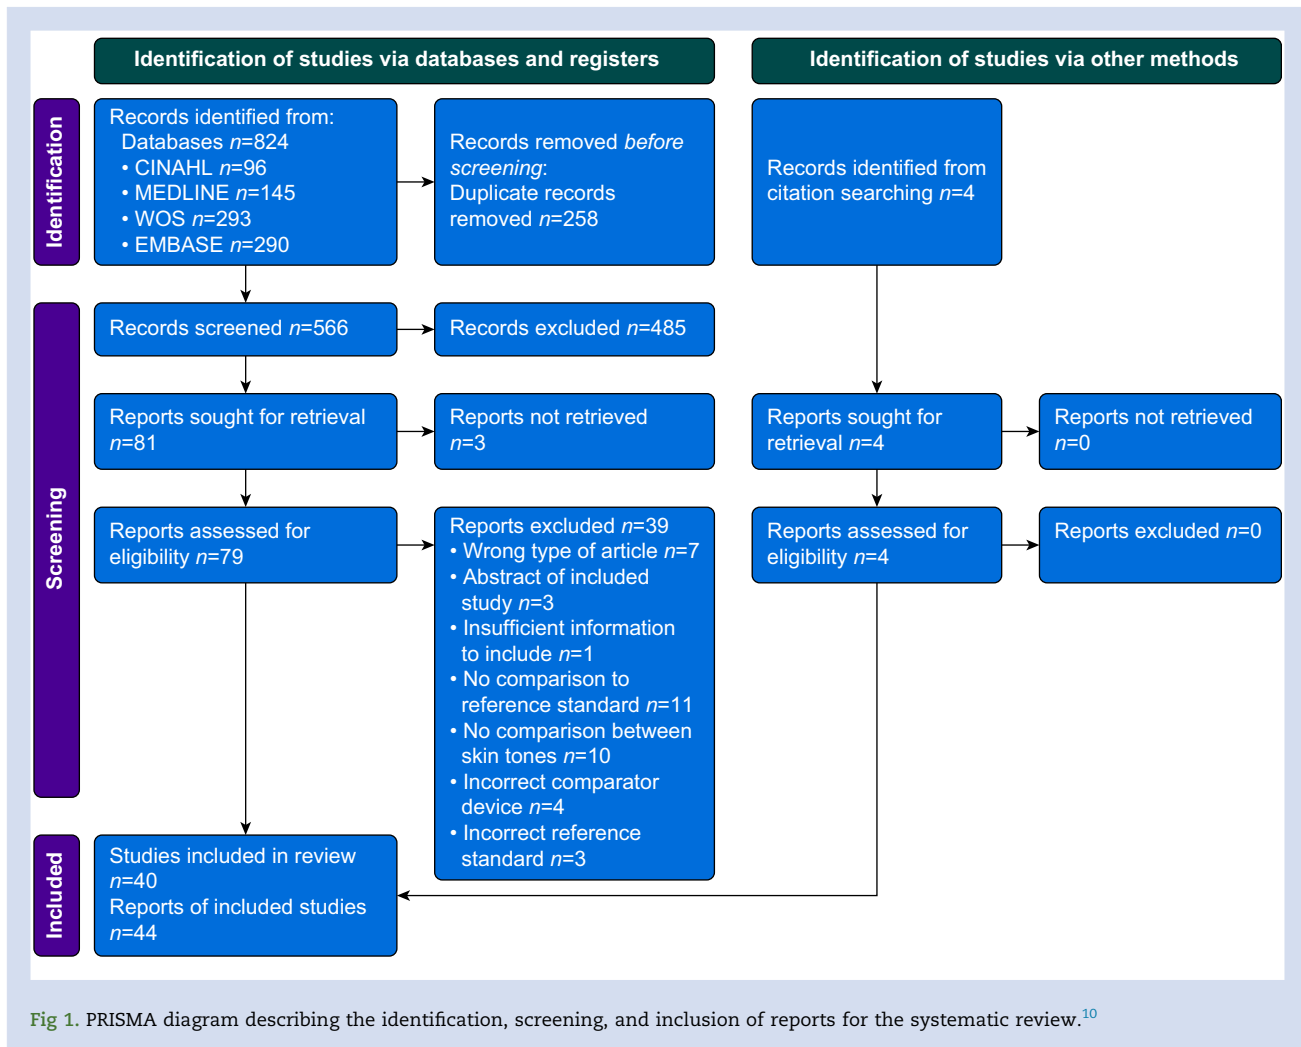 Identification of studies via databases and registers
Identification of studies via other methods
Identification
Records identified from:
Databases n=824
• CINAHL n=96
• MEDLINE n=145
• WOS n=293
• EMBASE n=290
Records removed before
screening:
Duplicate records
removed n=258
Records identified from
citation searching n=4
Screening
Records screened n=566
Records excluded n=485
Reports sought for retrieval
n=81
Reports not retrieved
n=3
Reports sought for
retrieval n=4
Reports not retrieved
n=0
Reports assessed for
eligibility n=79
Reports excluded n=39
• Wrong type of article n=7
• Abstract of included
study n=3
• Insufficient information
to include n=1
• No comparison to
reference standard n=11
• No comparison between
skin tones n=10
• Incorrect comparator
device n=4
• Incorrect reference
standard n=3
Reports assessed for
eligibility n=4
Reports excluded n=0
Included
Studies included in review
n=40
Reports of included studies
n=44
Fig 1. PRISMA diagram describing the identification, screening, and inclusion of reports for the systematic review.10